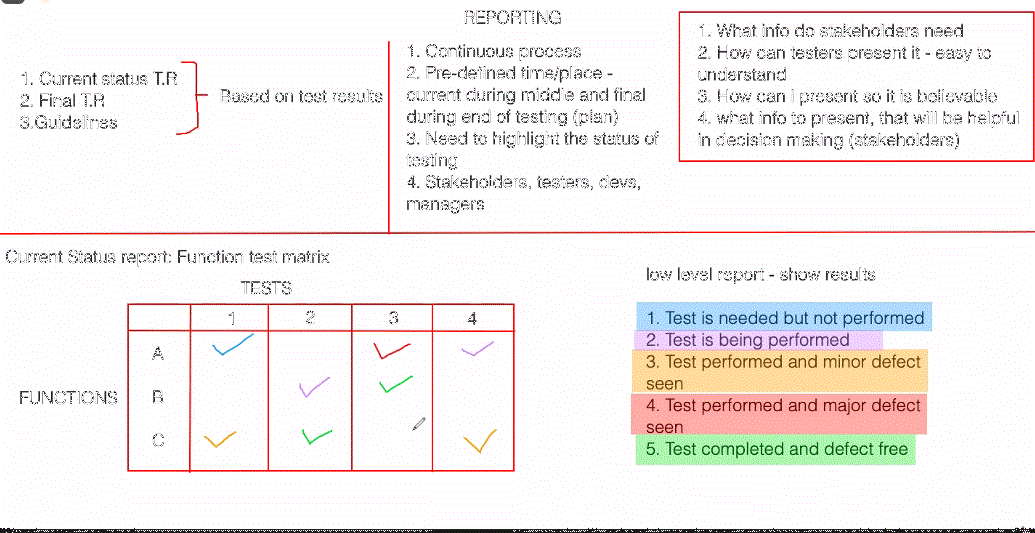 REPORTING
1. Current status T.R
2. Final T.R
3.Guidelines
Based on test results
1. Continuous process
2. Pre-defined time/place -
current during middle and final
during end of testing (plan)
3. Need to highlight the status of
testing
4. Stakeholders, testers, devs,
managers
1. What info do stakeholders need
2. How can testers present it - easy to
understand
3. How can i present so it is believable
4. what info to present, that will be helpful
in decision making (stakeholders)
Current Status report: Function test matrix
TESTS
1 2 3 4
A
FUNCTIONS B
C
low level report - show results
1. Test is needed but not performed
2. Test is being performed
3. Test performed and minor defect
seen
4. Test performed and major defect
seen
5. Test completed and defect free